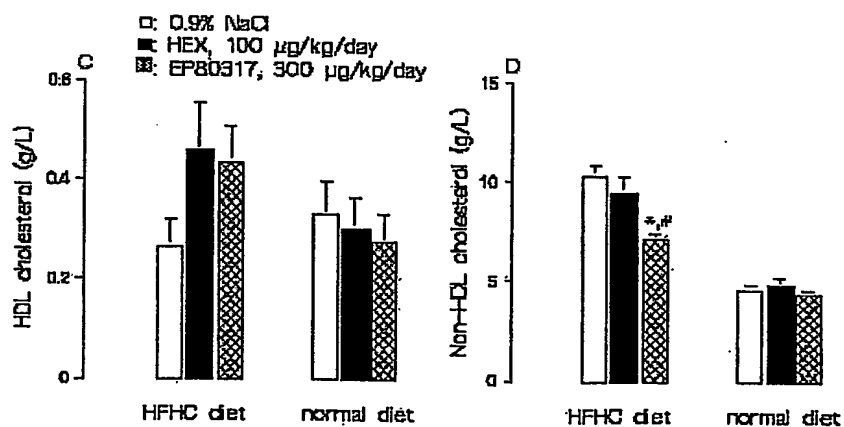 □: 0.9% NaCl
■: HEX, 100 µg/kg/day
▩: EP80317, 300 µg/kg/day
C
D
0.6
0.4
0.2
0
HDL cholesterol (g/L)
HFHC diet
normal diet
15
10
5
0
Non-HDL cholesterol (g/L)
*,#
HFHC diet
normal diet